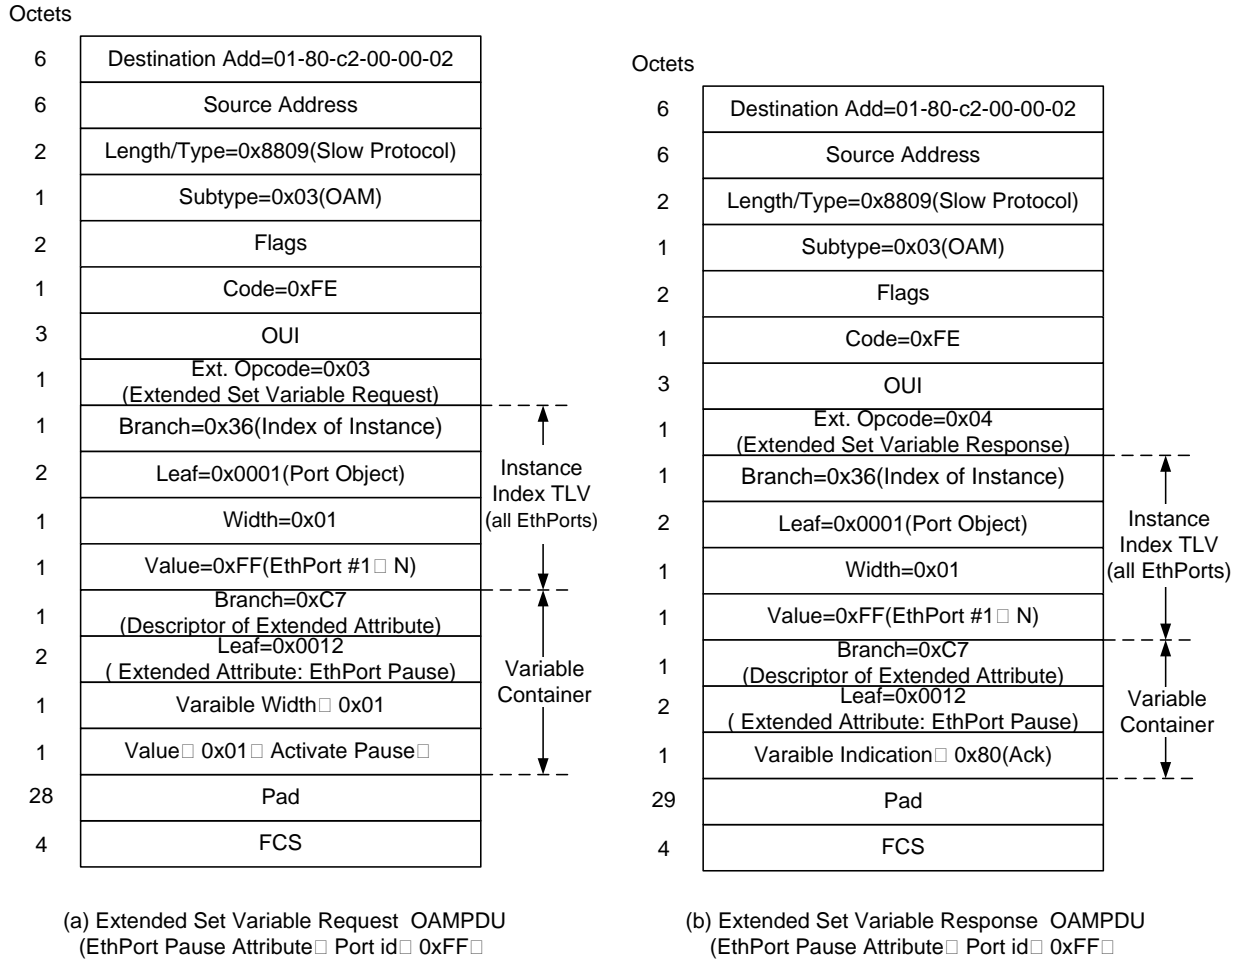 Octets
6 Destination Add=01-80-c2-00-00-02
6 Source Address
2 Length/Type=0x8809(Slow Protocol)
1 Subtype=0x03(OAM)
2 Flags
1 Code=0xFE
3 OUI
1 Ext. Opcode=0x03
(Extended Set Variable Request)
1 Branch=0x36(Index of Instance)
2 Leaf=0x0001(Port Object)
1 Width=0x01
1 Value=0xFF(EthPort #1□ N)
Instance
Index TLV
(all EthPorts)
1 Branch=0xC7
(Descriptor of Extended Attribute)
2 Leaf=0x0012
( Extended Attribute: EthPort Pause)
1 Varaible Width□ 0x01
1 Value□ 0x01□ Activate Pause□
Variable
Container
28 Pad
4 FCS
(a) Extended Set Variable Request OAMPDU
(EthPort Pause Attribute□ Port id□ 0xFF□
Octets
6 Destination Add=01-80-c2-00-00-02
6 Source Address
2 Length/Type=0x8809(Slow Protocol)
1 Subtype=0x03(OAM)
2 Flags
1 Code=0xFE
3 OUI
1 Ext. Opcode=0x04
(Extended Set Variable Response)
1 Branch=0x36(Index of Instance)
2 Leaf=0x0001(Port Object)
1 Width=0x01
1 Value=0xFF(EthPort #1□ N)
Instance
Index TLV
(all EthPorts)
1 Branch=0xC7
(Descriptor of Extended Attribute)
2 Leaf=0x0012
( Extended Attribute: EthPort Pause)
1 Varaible Indication□ 0x80(Ack)
Variable
Container
29 Pad
4 FCS
(b) Extended Set Variable Response OAMPDU
(EthPort Pause Attribute□ Port id□ 0xFF□